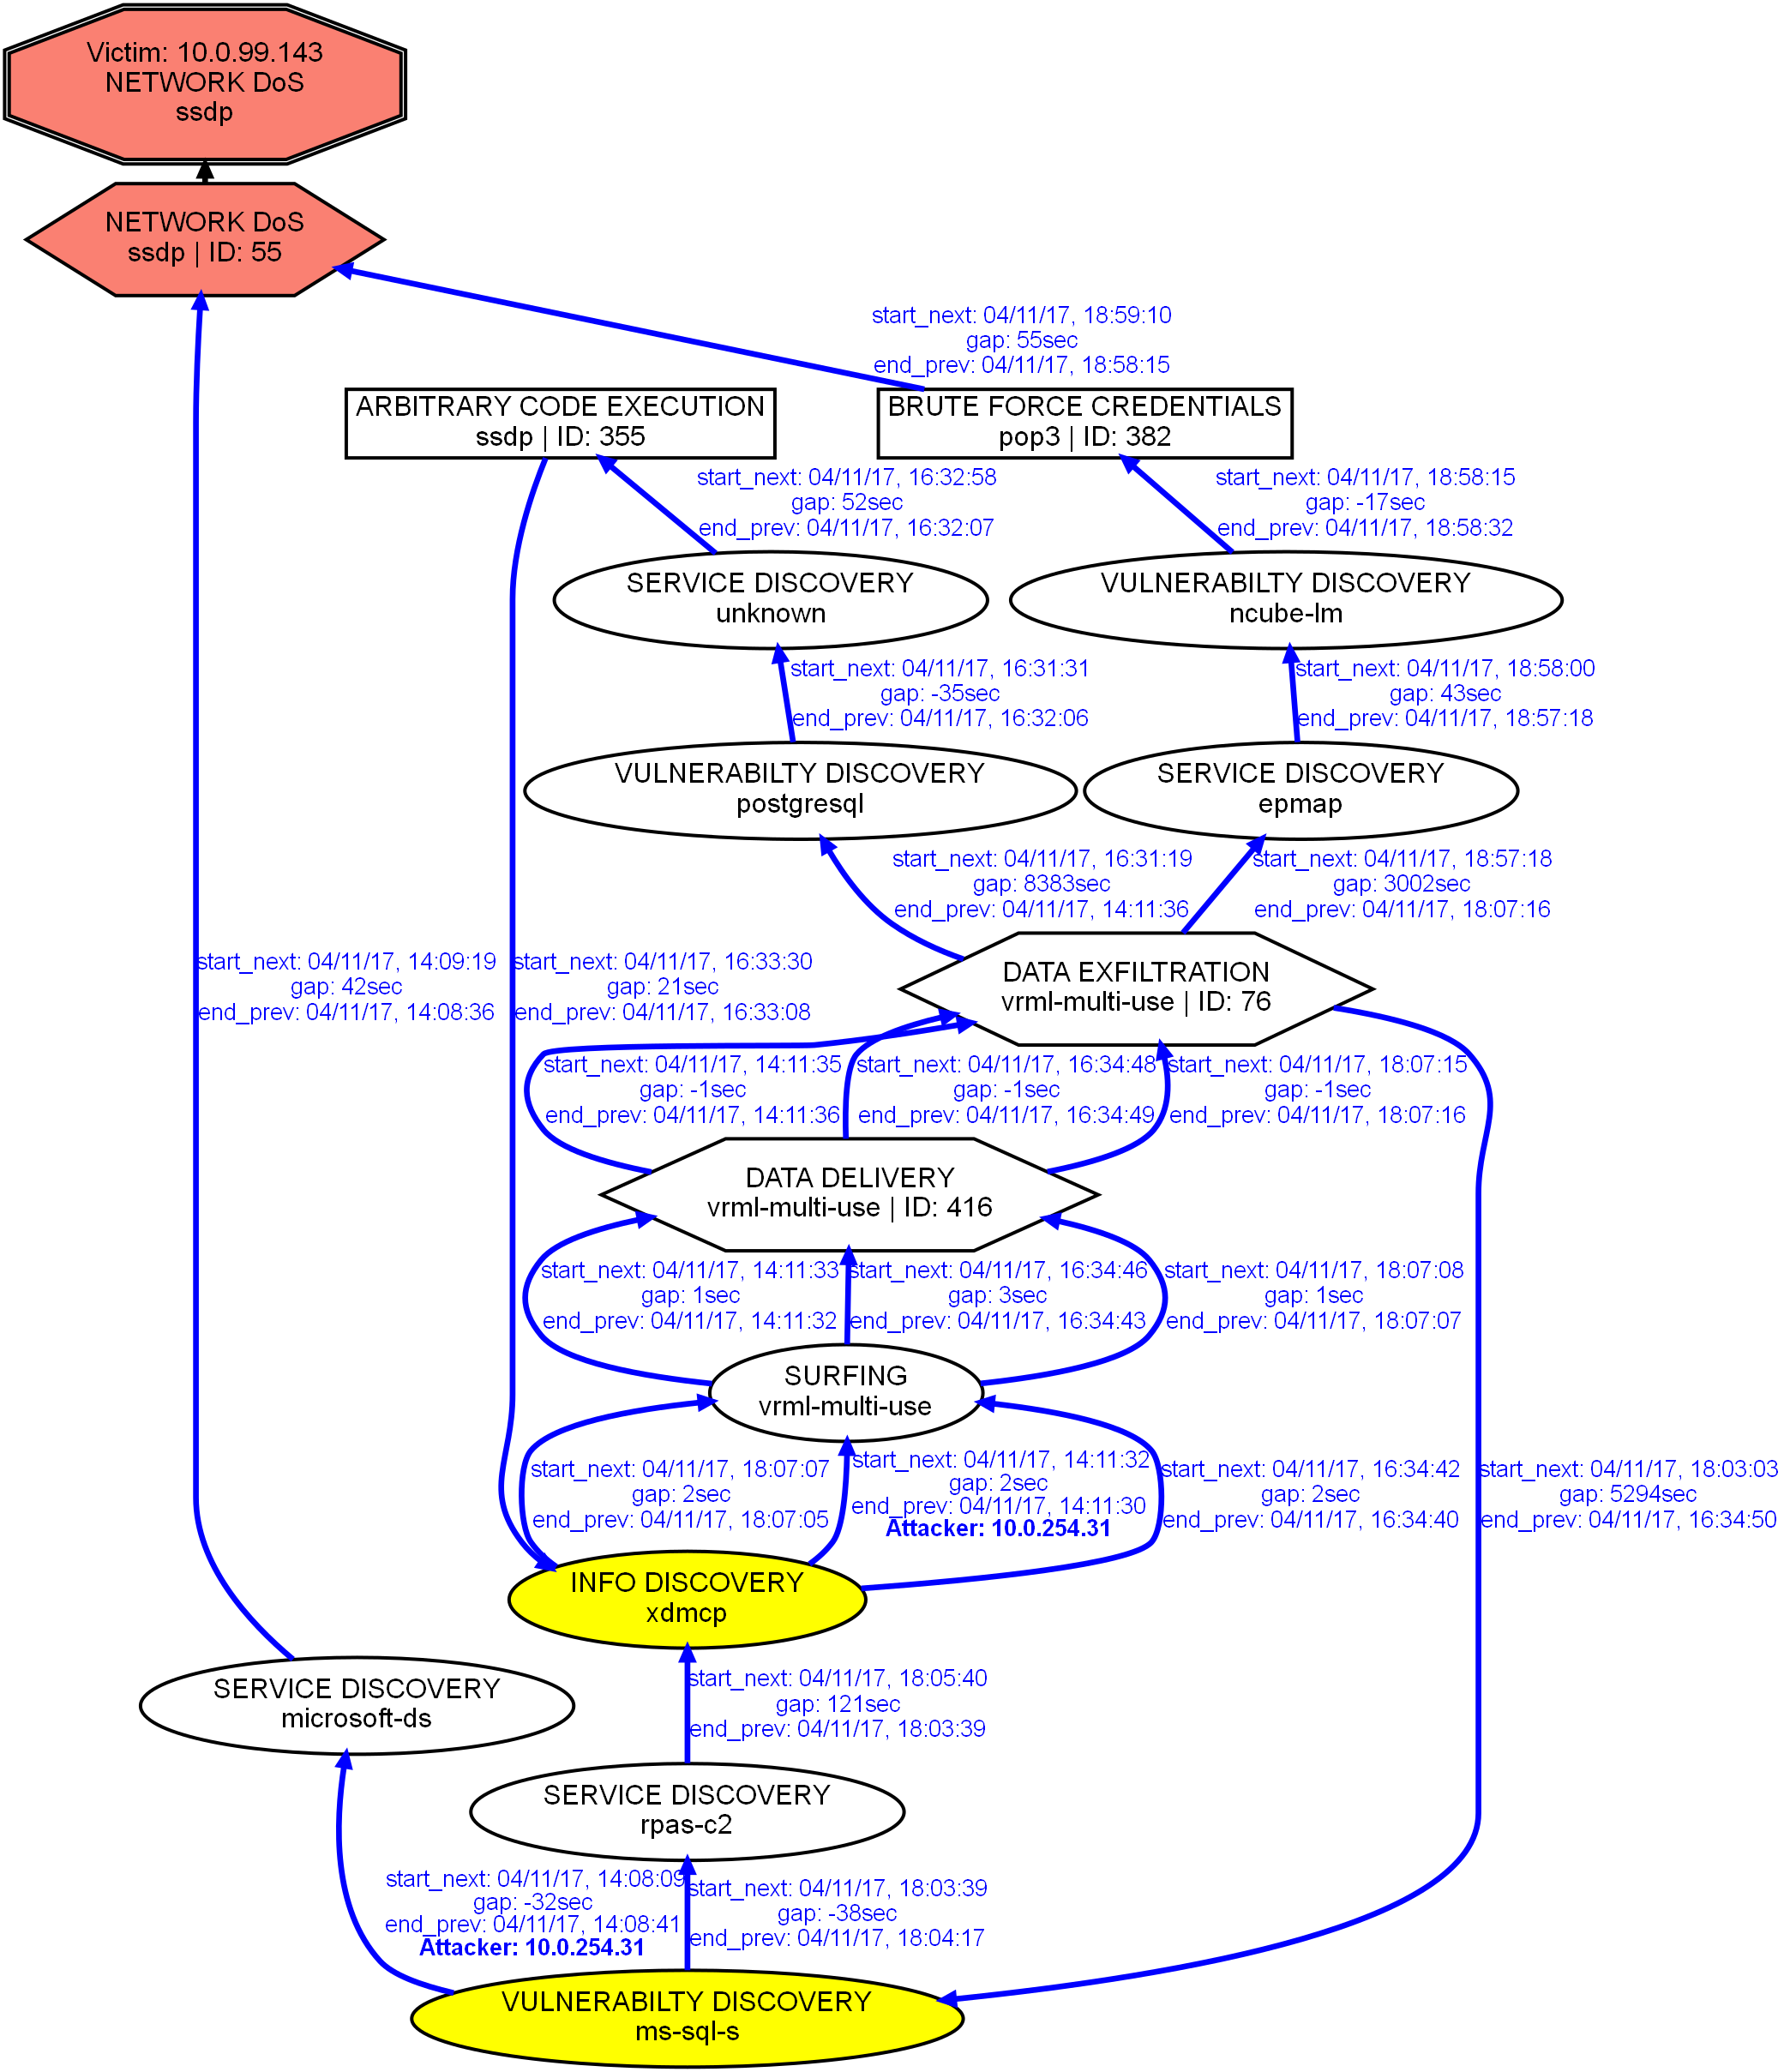 Victim: 10.0.99.143
NETWORK DoS
ssdp
NETWORK DoS
ssdp | ID: 55
start_next: 04/11/17, 18:59:10
gap: 55sec
end_prev: 04/11/17, 18:58:15
ARBITRARY CODE EXECUTION
ssdp | ID: 355
BRUTE FORCE CREDENTIALS
pop3 | ID: 382
start_next: 04/11/17, 16:32:58
gap: 52sec
end_prev: 04/11/17, 16:32:07
start_next: 04/11/17, 18:58:15
gap: -17sec
end_prev: 04/11/17, 18:58:32
SERVICE DISCOVERY
unknown
VULNERABILTY DISCOVERY
ncube-lm
start_next: 04/11/17, 16:31:31
gap: -35sec
end_prev: 04/11/17, 16:32:06
start_next: 04/11/17, 18:58:00
gap: 43sec
end_prev: 04/11/17, 18:57:18
VULNERABILTY DISCOVERY
postgresql
SERVICE DISCOVERY
epmap
start_next: 04/11/17, 16:31:19
gap: 8383sec
end_prev: 04/11/17, 14:11:36
start_next: 04/11/17, 18:57:18
gap: 3002sec
end_prev: 04/11/17, 18:07:16
start_next: 04/11/17, 14:09:19
gap: 42sec
end_prev: 04/11/17, 14:08:36
start_next: 04/11/17, 16:33:30
gap: 21sec
end_prev: 04/11/17, 16:33:08
DATA EXFILTRATION
vrml-multi-use | ID: 76
start_next: 04/11/17, 14:11:35
gap: -1sec
end_prev: 04/11/17, 14:11:36
start_next: 04/11/17, 16:34:48
gap: -1sec
end_prev: 04/11/17, 16:34:49
start_next: 04/11/17, 18:07:15
gap: -1sec
end_prev: 04/11/17, 18:07:16
DATA DELIVERY
vrml-multi-use | ID: 416
start_next: 04/11/17, 14:11:33
gap: 1sec
end_prev: 04/11/17, 14:11:32
start_next: 04/11/17, 16:34:46
gap: 3sec
end_prev: 04/11/17, 16:34:43
start_next: 04/11/17, 18:07:08
gap: 1sec
end_prev: 04/11/17, 18:07:07
SURFING
vrml-multi-use
start_next: 04/11/17, 18:07:07
gap: 2sec
end_prev: 04/11/17, 18:07:05
start_next: 04/11/17, 14:11:32
gap: 2sec
end_prev: 04/11/17, 14:11:30
Attacker: 10.0.254.31
start_next: 04/11/17, 16:34:42
gap: 2sec
end_prev: 04/11/17, 16:34:40
start_next: 04/11/17, 18:03:03
gap: 5294sec
end_prev: 04/11/17, 16:34:50
INFO DISCOVERY
xdmcp
SERVICE DISCOVERY
microsoft-ds
start_next: 04/11/17, 18:05:40
gap: 121sec
end_prev: 04/11/17, 18:03:39
SERVICE DISCOVERY
rpas-c2
start_next: 04/11/17, 14:08:09
gap: -32sec
end_prev: 04/11/17, 14:08:41
Attacker: 10.0.254.31
start_next: 04/11/17, 18:03:39
gap: -38sec
end_prev: 04/11/17, 18:04:17
VULNERABILTY DISCOVERY
ms-sql-s